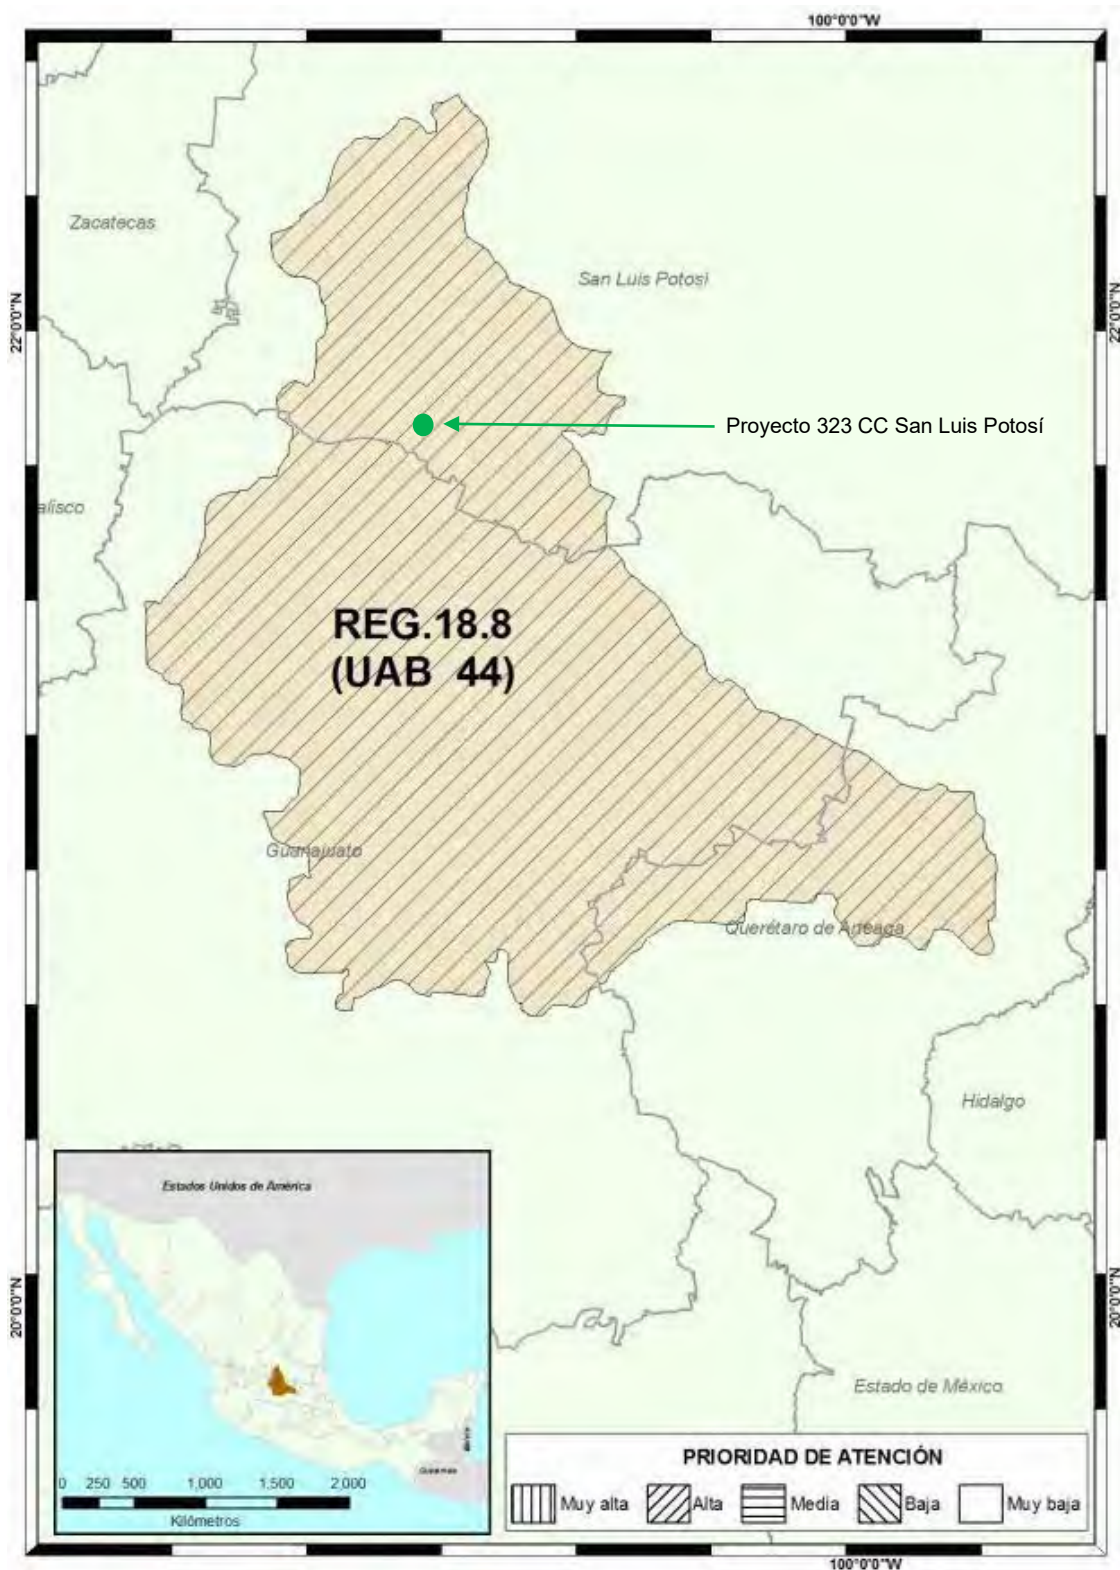 100°0'0"W
Zacatecas
San Luis Potosí
22°0'0"N
22°0'0"N
Proyecto 323 CC San Luis Potosí
alisco
REG.18.8
(UAB 44)
Guanajuato
Querétaro de Arteaga
Hidalgo
Estados Unidos de América
20°0'0"N
20°0'0"N
Estado de México
0 250 500 1,000 1,500 2,000
Kilómetros
PRIORIDAD DE ATENCIÓN
Muy alta Alta Media Baja Muy baja
100°0'0"W